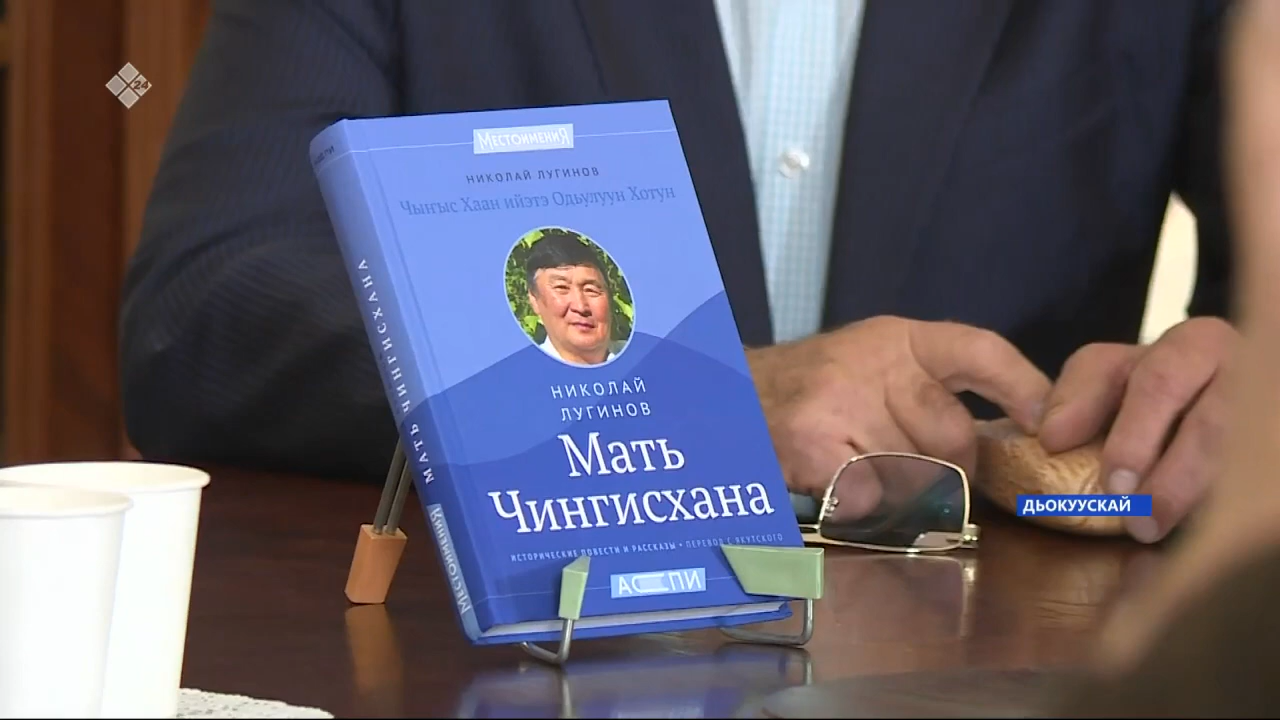 24
МестоимениЯ
НИКОЛАЙ ЛУГИНОВ
Чыҥыс Хаан ийэтэ Одьулуун Хотун
НИКОЛАЙ
ЛУГИНОВ
Мать
Чингисхана
ИСТОРИЧЕСКИЕ ПОВЕСТИ И РАССКАЗЫ • ПЕРЕВОД С ЯКУТСКОГО
АСПИ
МАТЬ ЧИНГИСХАНА
МестоимениЯ
ДЬОКУУСКАЙ